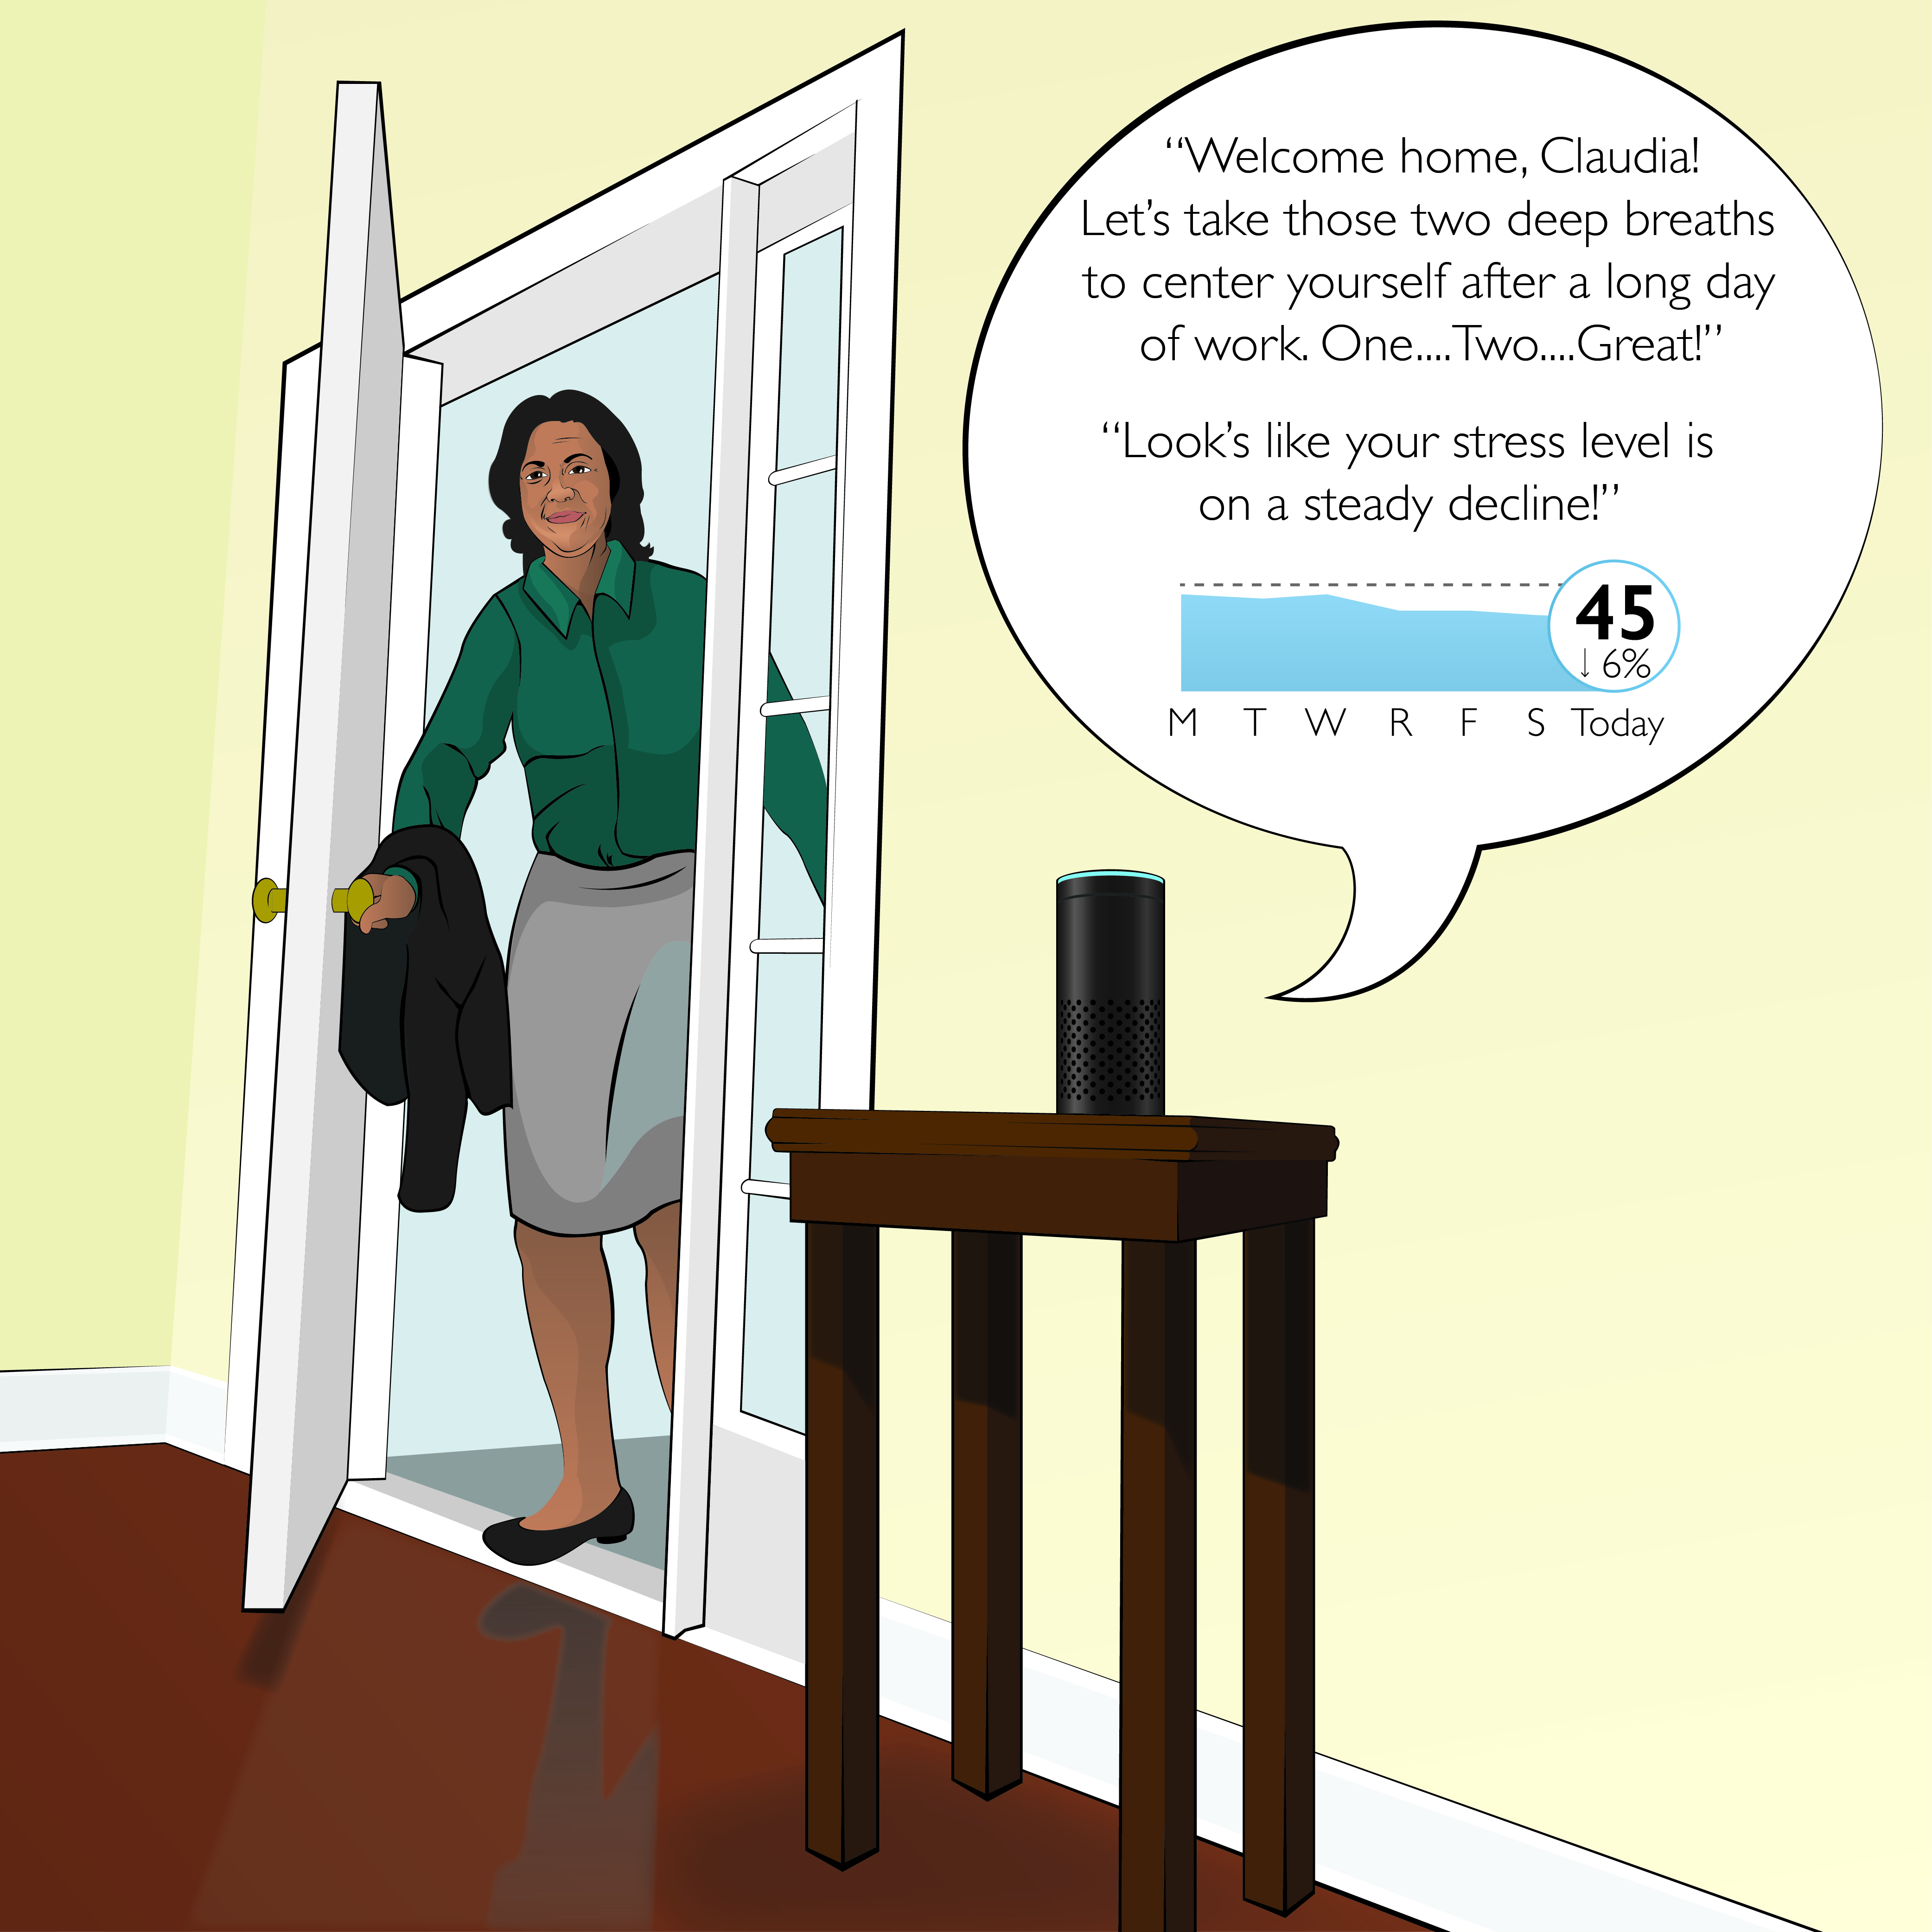 “Welcome home, Claudia!
Let’s take those two deep breaths
to center yourself after a long day
of work. One....Two....Great!”
“Look’s like your stress level is
on a steady decline!”
45
↓ 6%
M T W R F S Today